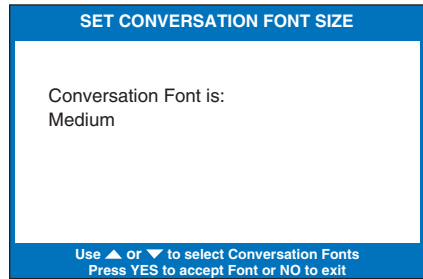 SET CONVERSATION FONT SIZE
Conversation Font is:
Medium
Use ▲ or ▼ to select Conversation Fonts
Press YES to accept Font or NO to exit